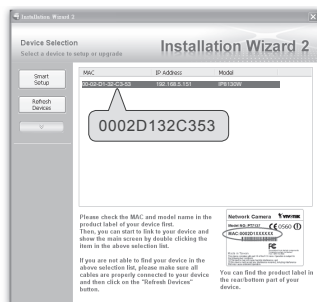 Installation Wizard 2
Device Selection
Select a device to setup or upgrade
Installation Wizard 2
Smart
Setup
Refresh
Devices
MAC IP Address Model
00-02-D1-32-C3-53 192.168.5.151 IP8130W
0002D132C353
Please check the MAC and model name in the
product label of your device first.
Then, you can start to link to your device and
show the main screen by double clicking
item in the above selection list.
If you are not able to find your device in the
above selection list, please make sure all
cables are properly connected to your device
and then click on the "Refresh Devices"
button.
Network Camera VIVOTEK
Model NO: IP7137
0560
MAC:0002D1XXXXXX
FC
You can find the product label in
the rear/bottom part of your
device.